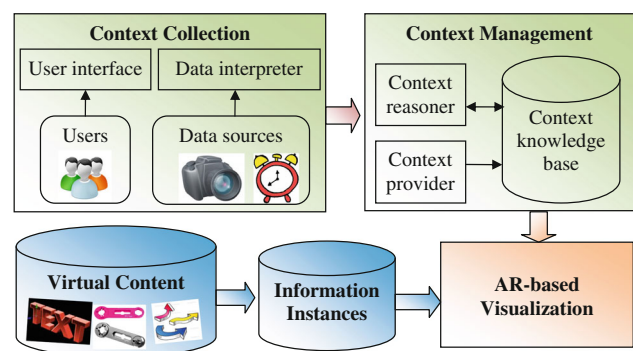 Context Collection
User interface
Data interpreter
Users
Data sources
Context Management
Context
reasoner
Context
provider
Context
knowledge
base
Virtual Content
TEXT
Information
Instances
AR-based
Visualization